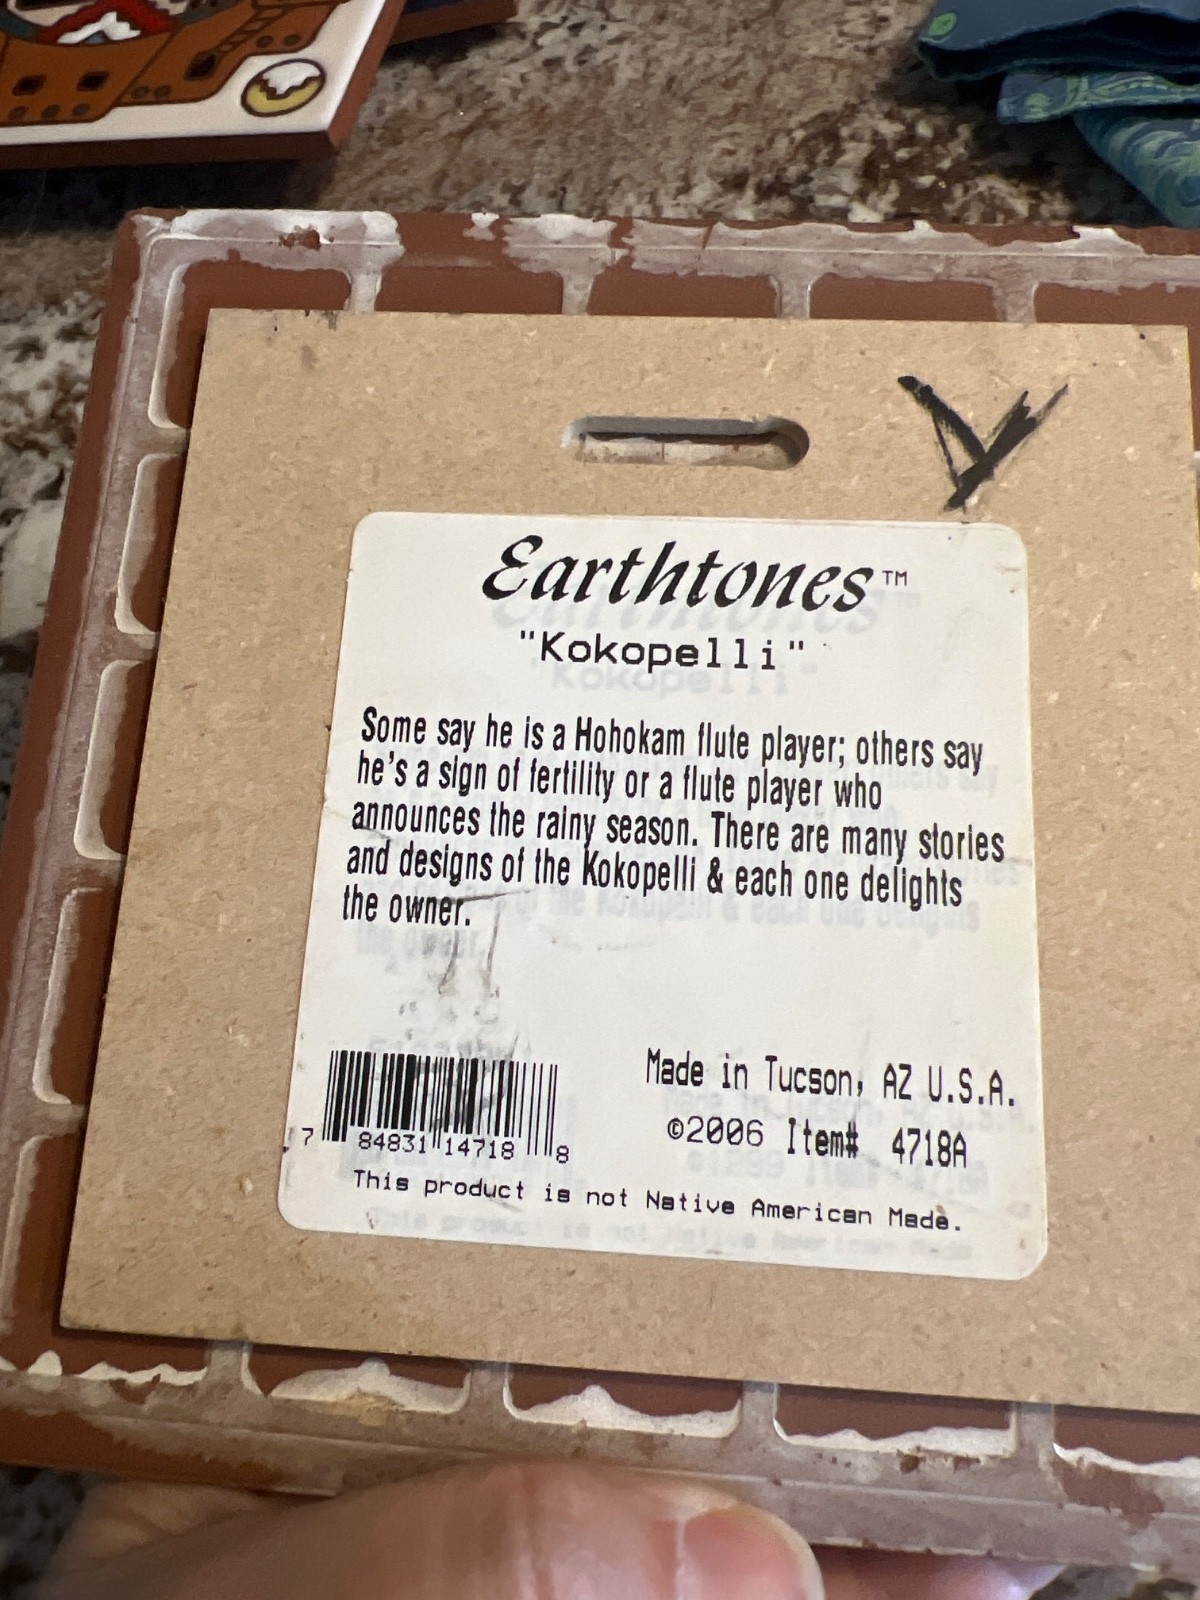 Earthtones™
"Kokopelli"
Some say he is a Hohokam flute player; others say
he's a sign of fertility or a flute player who
announces the rainy season. There are many stories
and designs of the Kokopelli & each one delights
the owner.
Made in Tucson, AZ U.S.A.
©2006 Item# 4718A
7 84831 14718 8
This product is not Native American Made.